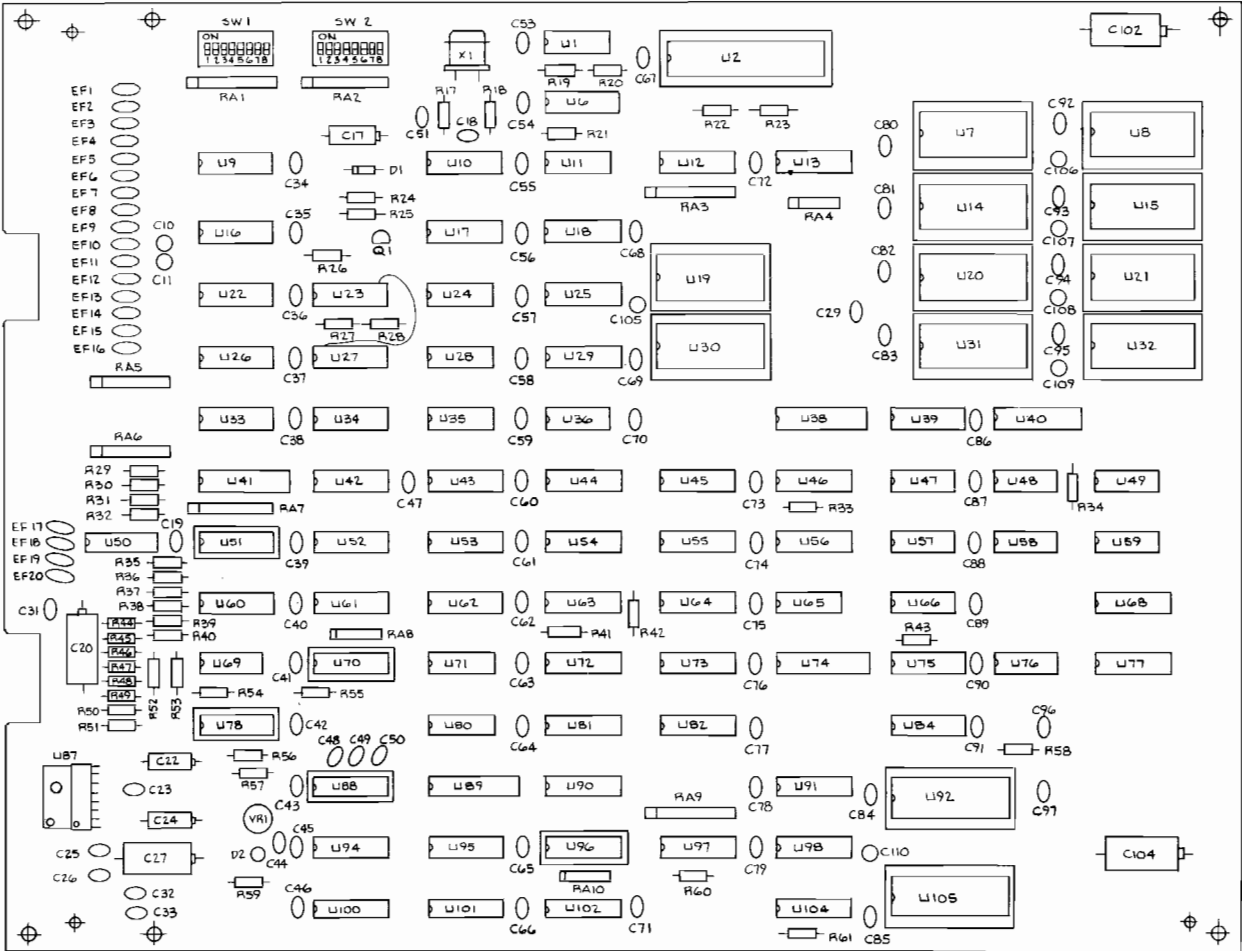 SW1 SW2 C53 U1 U2 C102
ON ON X1
12345678 12345678
R19 R20 C67
RA1 RA2 R17 R18
EF1
EF2
EF3
EF4
EF5
EF6
EF7
EF8
EF9
EF10
EF11
EF12
EF13
EF14
EF15
EF16
C51 C18 C54 U6 R22 R23 C92
C17 R21 C80 U7 U8
U9 D1 U10 U11 U12 U13
C34 C55 C72 C106
R24 RA3 C81
R25 RA4 U14 C93 U15
C10 C35
U16 Q1 U17 U18 C107
R26 C56 C68 C82
C11 U19 U20 C94 U21
U22 U23 U24 U25
C36 C57 C105 C29 C108
R27 R28 C83
U26 U27 U28 U29 U30 U31 C95 U32
RA5 C37 C58 C69 C109
U33 U34 U35 U36 U38 U39 U40
C38 C59 C70 C86
RA6
R29
R30
R31
R32
U41 U42 U43 U44 U45 U46 U47 U48 U49
C47 C60 C73 C87
RA7 R33 R34
EF17 C19
EF18
EF19
EF20
U50 U51 U52 U53 U54 U55 U56 U57 U58 U59
C39 C61 C74 C88
R35
R36
R37
R38
R39
R40
C31 U60 U61 U62 U63 U64 U65 U66 U68
C40 C62 C75 C89
C20
R44
R45
R46
R47
R48
R49
R50
R51
RA8 R41 R42 R43
R52 R53 U69 U70 U71 U72 U73 U74 U75 U76 U77
C41 C63 C76 C90
R54 R55
U78 C42 U80 U81 U82 U84 C96
C48 C49 C50 C64 C77 C91
U87 C22 R56 R58
R57
C23 U88 U89 U90 U91 U92
C43 C78 C84 C97
C24 VR1 RA9
C45
C25 C27 D2 C44 U94 U95 U96 U97 U98 C110 C104
C26 C65 C79
R59 RA10 R60
C32 C46 U105
C33 U100 U101 U102 U104
C66 C71 R61 C85